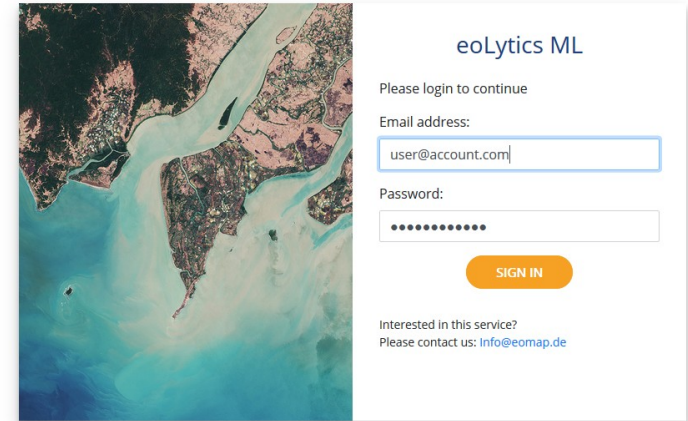 eoLytics ML
Please login to continue
Email address:
user@account.com
Password:
●●●●●●●●●●●●
SIGN IN
Interested in this service?
Please contact us: Info@eomap.de